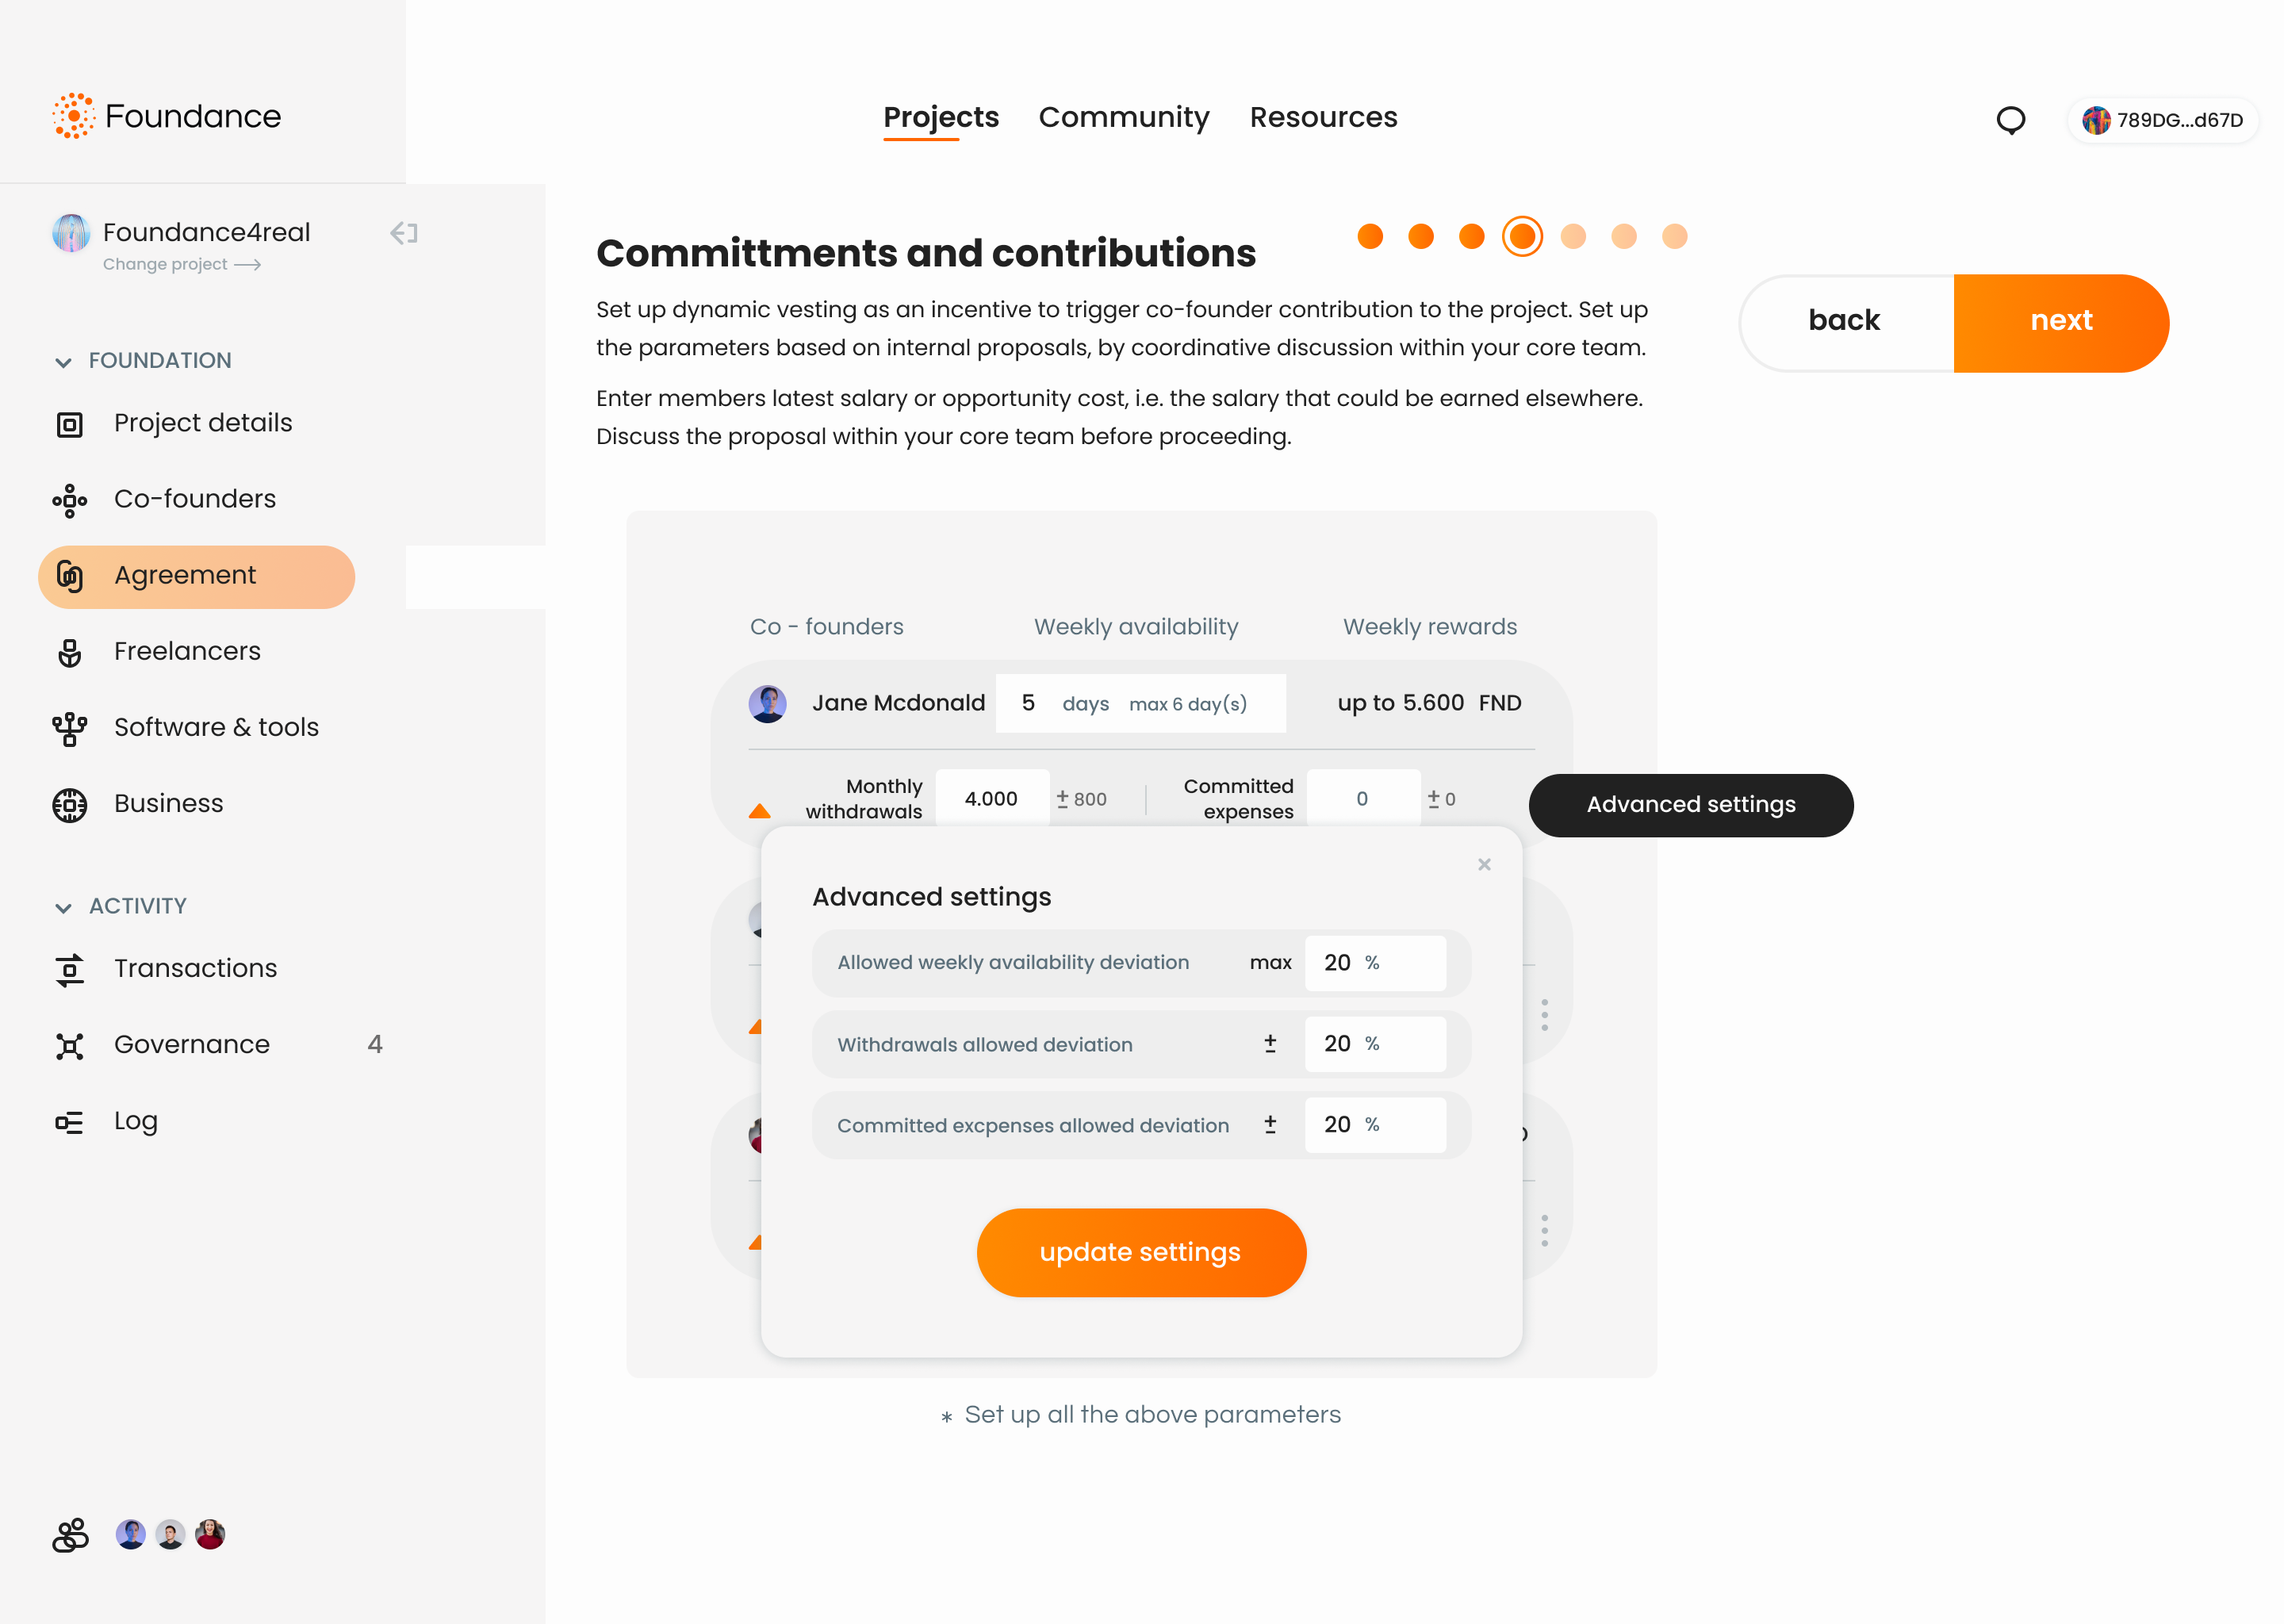 Foundance
Projects Community Resources
789DG...d67D
Foundance4real
Change project
FOUNDATION
Project details
Co-founders
Agreement
Freelancers
Software & tools
Business
ACTIVITY
Transactions
Governance 4
Log
Committments and contributions
back next
Set up dynamic vesting as an incentive to trigger co-founder contribution to the project. Set up
the parameters based on internal proposals, by coordinative discussion within your core team.
Enter members latest salary or opportunity cost, i.e. the salary that could be earned elsewhere.
Discuss the proposal within your core team before proceeding.
Co - founders Weekly availability Weekly rewards
Jane Mcdonald 5 days max 6 day(s) up to 5.600 FND
Monthly
withdrawals 4.000 ± 800
Committed
expenses 0 ± 0
Advanced settings
Advanced settings
Allowed weekly availability deviation max 20 %
Withdrawals allowed deviation ± 20 %
Committed excpenses allowed deviation ± 20 %
update settings
* Set up all the above parameters